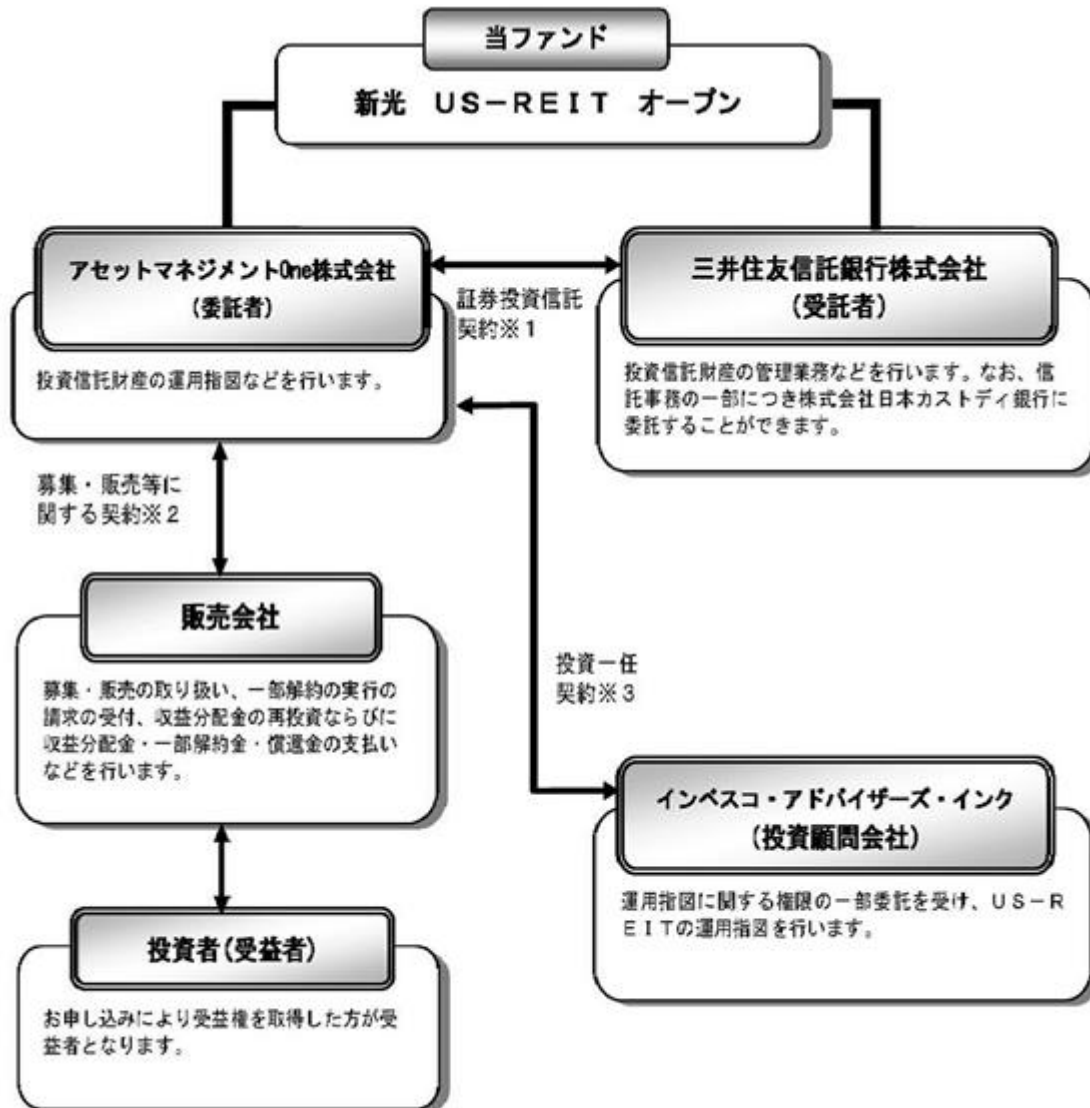 当ファンド
新光 US-REIT オープン
アセットマネジメントOne株式会社
(委託者)
投資信託財産の運用指図などを行います。
証券投資信託
契約※1
三井住友信託銀行株式会社
(受託者)
投資信託財産の管理業務などを行います。なお、信
託事務の一部につき株式会社日本カストディ銀行に
委託することができます。
募集・販売等に
関する契約※2
販売会社
募集・販売の取り扱い、一部解約の実行の
請求の受付、収益分配金の再投資ならびに
収益分配金・一部解約金・償還金の支払い
などを行います。
投資一任
契約※3
インベスコ・アドバイザーズ・インク
(投資顧問会社)
運用指図に関する権限の一部委託を受け、US-R
EITの運用指図を行います。
投資者(受益者)
お申し込みにより受益権を取得した方が受
益者となります。